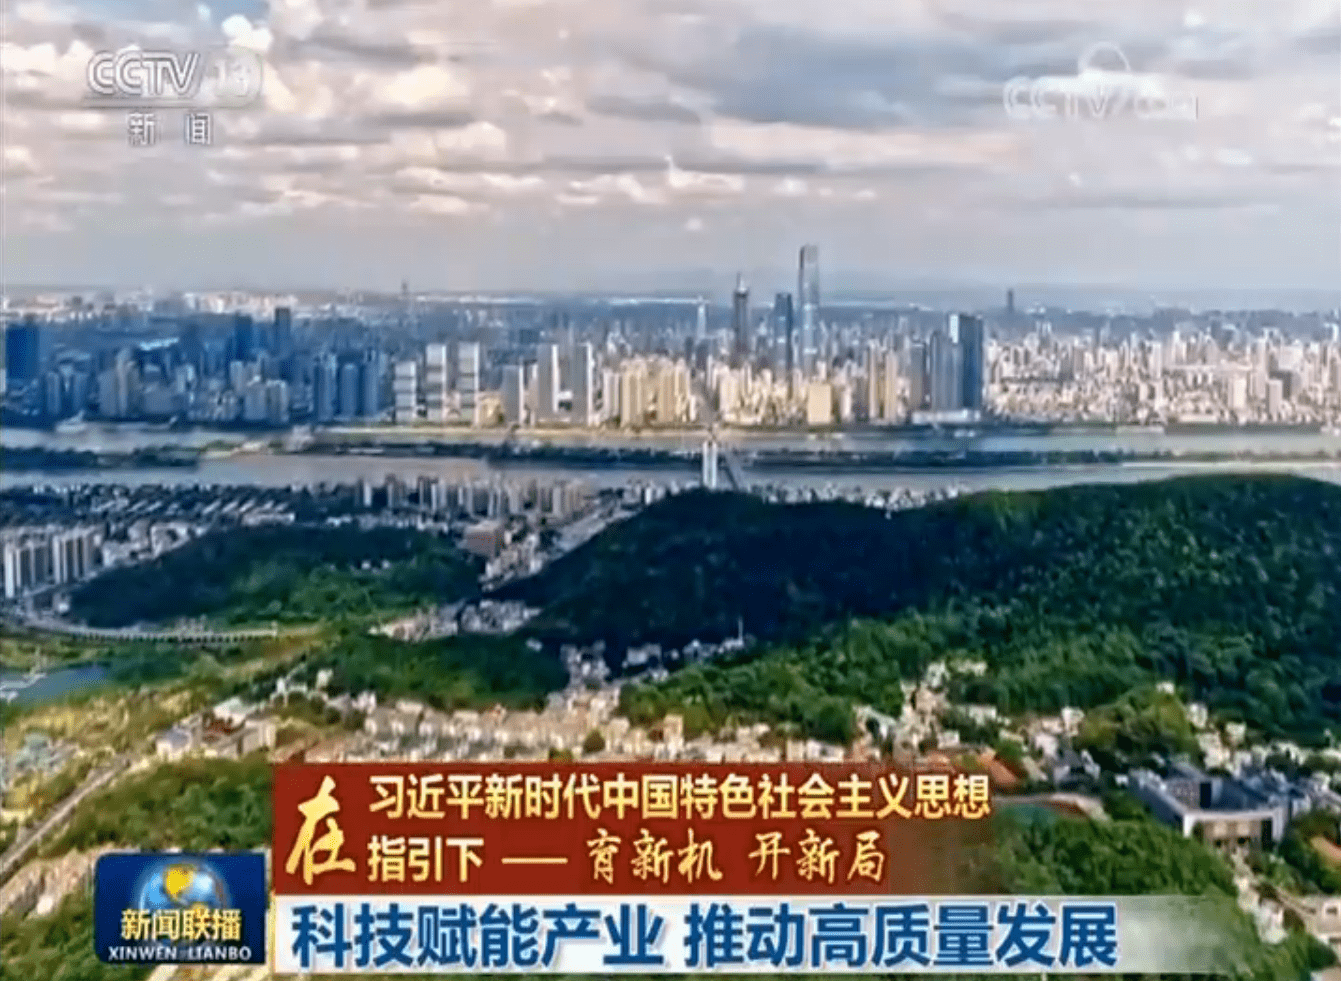 CCTV 13
新闻
CCTV.com
在 习近平新时代中国特色社会主义思想
指引下 —— 育新机 开新局
新闻联播
XINWEN LIANBO
科技赋能产业 推动高质量发展